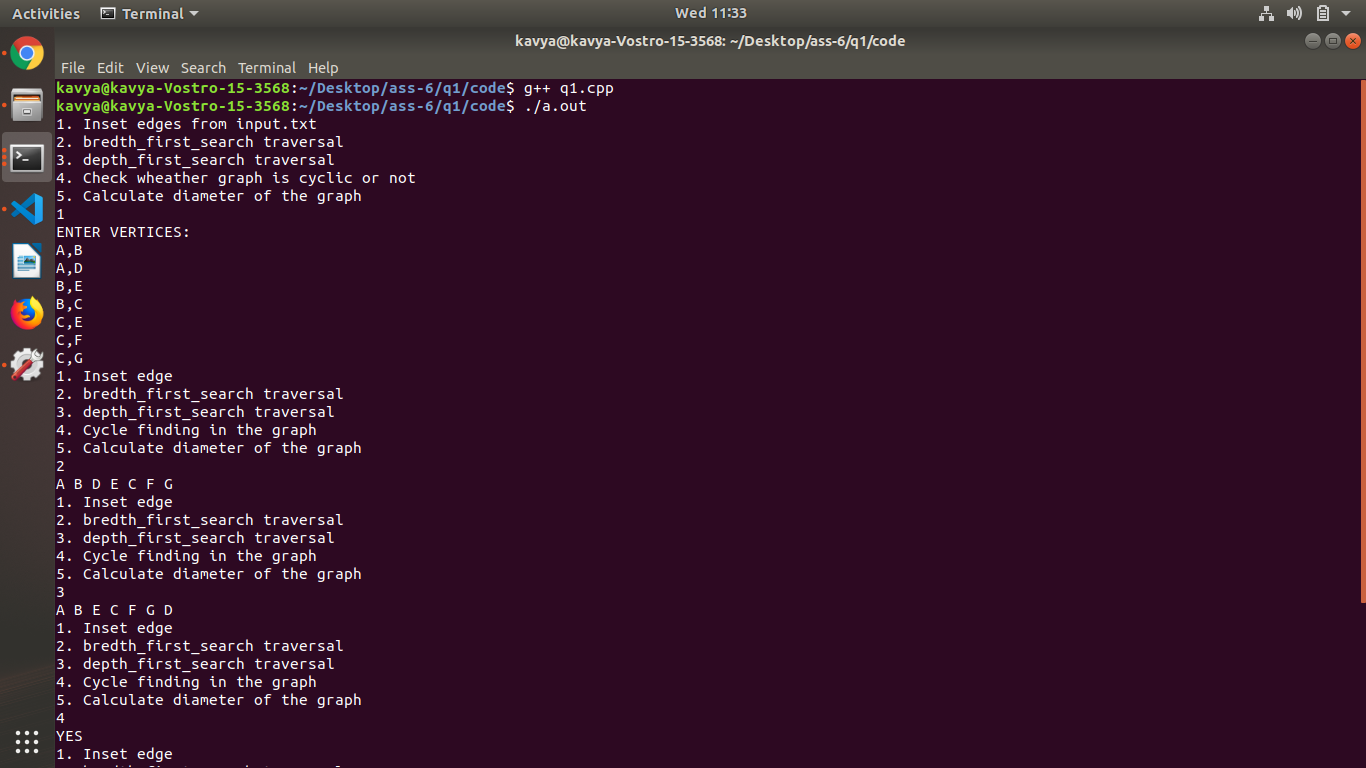 Activities Terminal Wed 11:33
kavya@kavya-Vostro-15-3568: ~/Desktop/ass-6/q1/code
File Edit View Search Terminal Help
kavya@kavya-Vostro-15-3568:~/Desktop/ass-6/q1/code$ g++ q1.cpp
kavya@kavya-Vostro-15-3568:~/Desktop/ass-6/q1/code$ ./a.out
1. Inset edges from input.txt
2. bredth_first_search traversal
3. depth_first_search traversal
4. Check wheather graph is cyclic or not
5. Calculate diameter of the graph
1
ENTER VERTICES:
A,B
A,D
B,E
B,C
C,E
C,F
C,G
1. Inset edge
2. bredth_first_search traversal
3. depth_first_search traversal
4. Cycle finding in the graph
5. Calculate diameter of the graph
2
A B D E C F G
1. Inset edge
2. bredth_first_search traversal
3. depth_first_search traversal
4. Cycle finding in the graph
5. Calculate diameter of the graph
3
A B E C F G D
1. Inset edge
2. bredth_first_search traversal
3. depth_first_search traversal
4. Cycle finding in the graph
5. Calculate diameter of the graph
4
YES
1. Inset edge